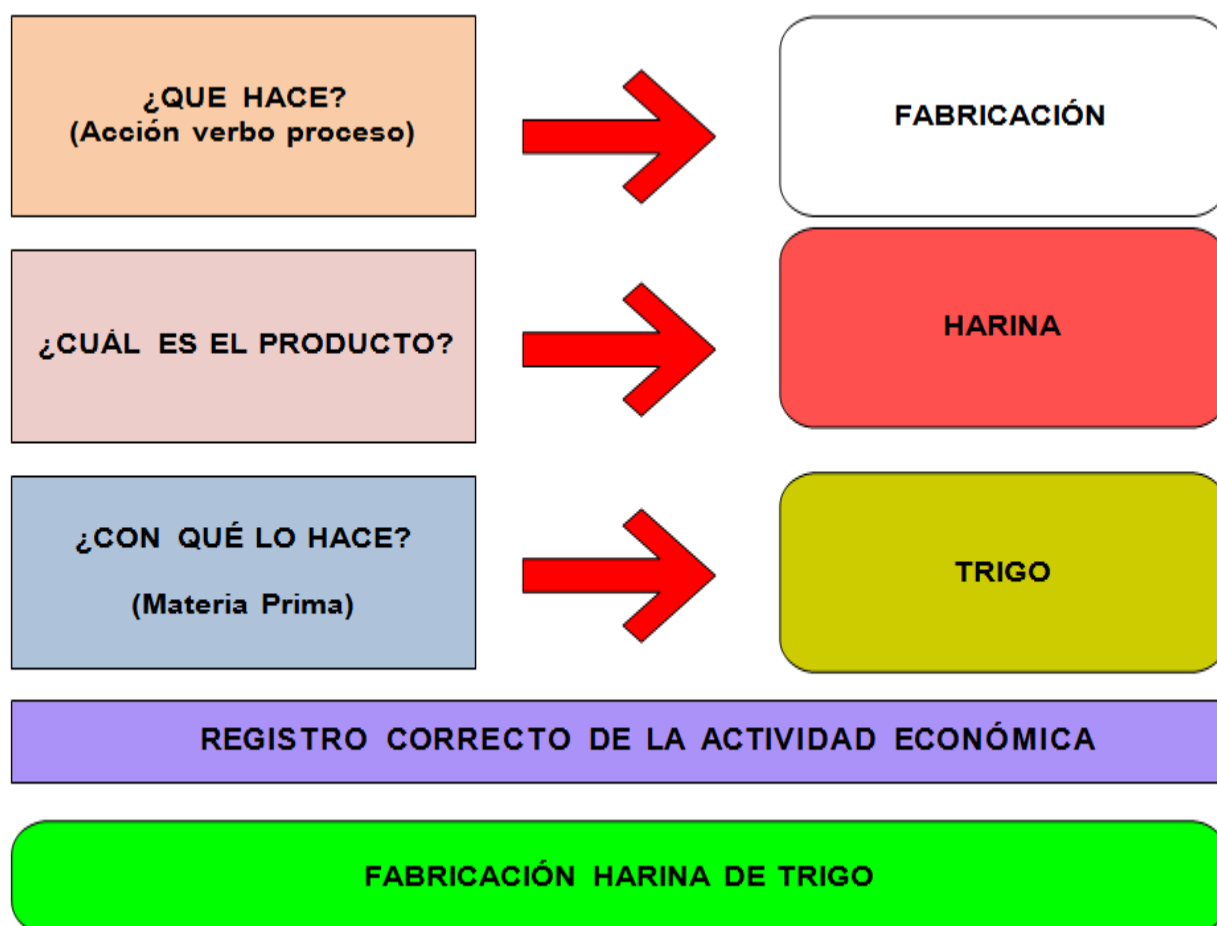 ¿QUE HACE?
(Acción verbo proceso)
FABRICACIÓN
¿CUÁL ES EL PRODUCTO?
HARINA
¿CON QUÉ LO HACE?
(Materia Prima)
TRIGO
REGISTRO CORRECTO DE LA ACTIVIDAD ECONÓMICA
FABRICACIÓN HARINA DE TRIGO